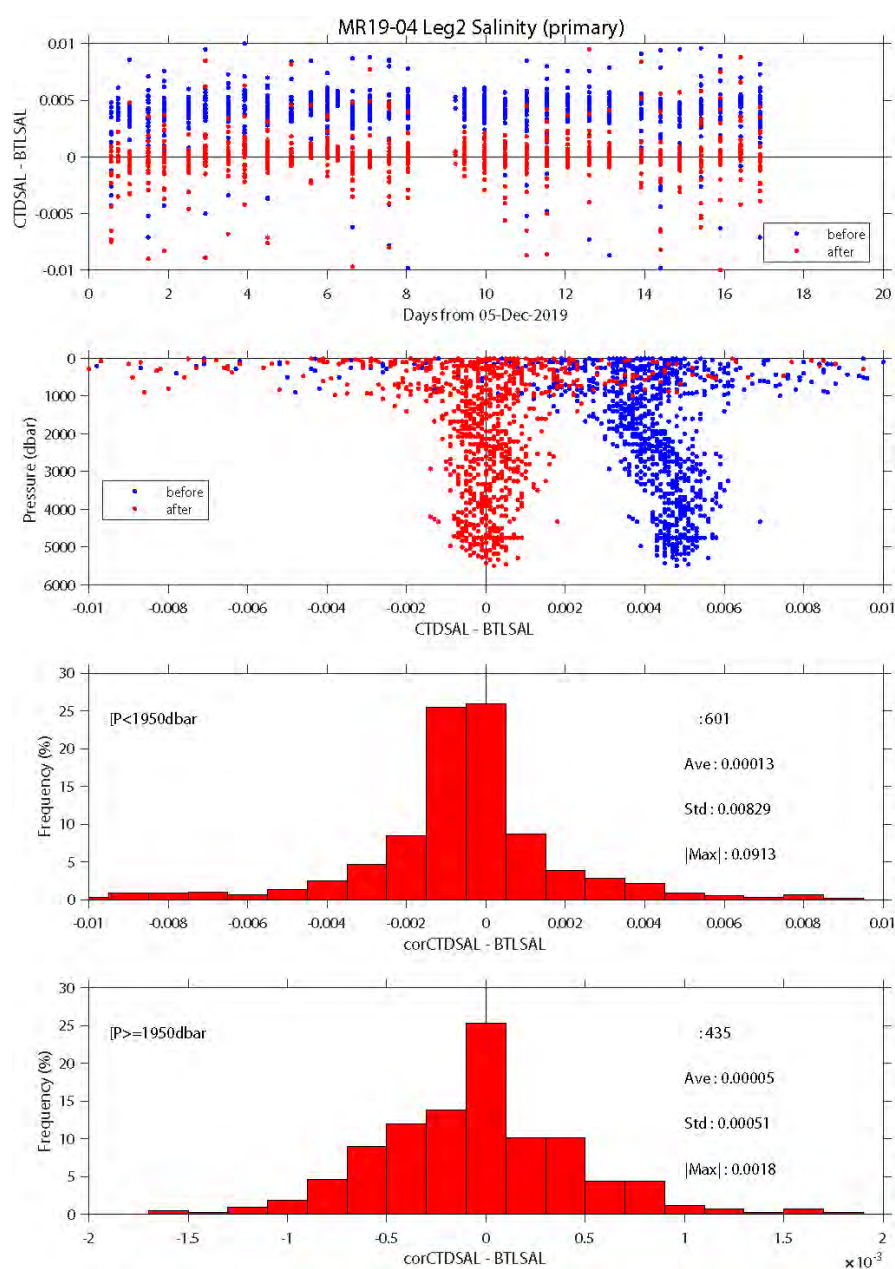 MR19-04 Leg2 Salinity (primary)
0.01
0.005
0
-0.005
-0.01
CTDSAL - BTLSAL
before
after
0 2 4 6 8 10 12 14 16 18 20
Days from 05-Dec-2019
0
1000
2000
3000
4000
5000
6000
Pressure (dbar)
before
after
-0.01 -0.008 -0.006 -0.004 -0.002 0 0.002 0.004 0.006 0.008 0.01
CTDSAL - BTLSAL
30
25
20
15
10
5
0
Frequency (%)
[P<1950dbar :601
Ave : 0.00013
Std : 0.00829
|Max| : 0.0913
-0.01 -0.008 -0.006 -0.004 -0.002 0 0.002 0.004 0.006 0.008 0.01
corCTDSAL - BTLSAL
30
25
20
15
10
5
0
Frequency (%)
[P>=1950dbar :435
Ave : 0.00005
Std : 0.00051
|Max| : 0.0018
-2 -1.5 -1 -0.5 0 0.5 1 1.5 2
corCTDSAL - BTLSAL
×10⁻³